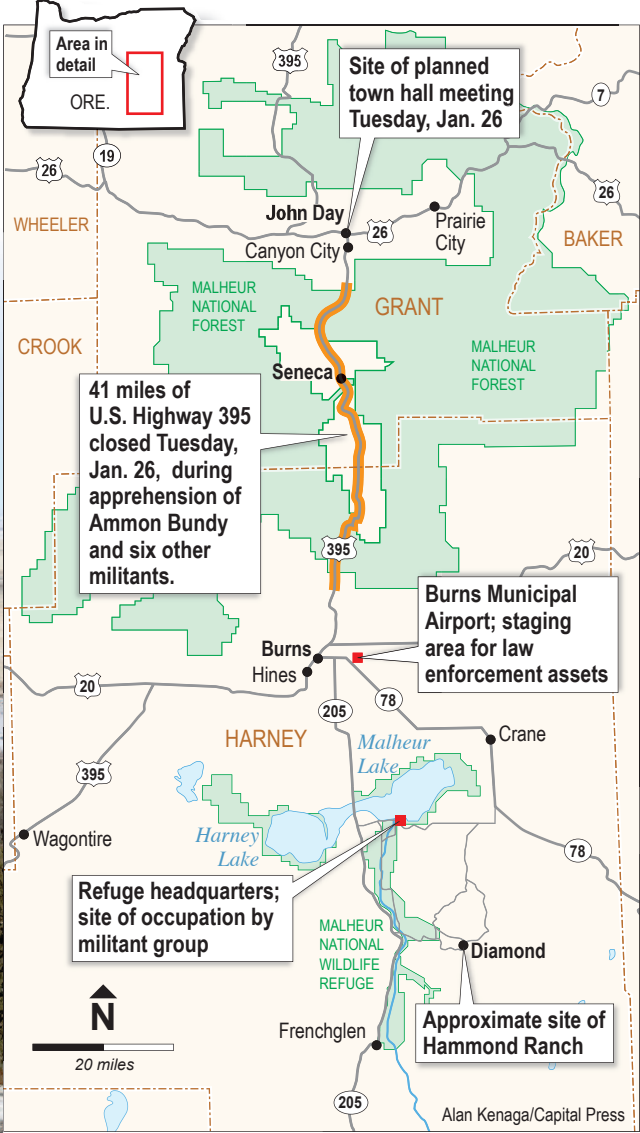 Area in
detail
ORE.
395
Site of planned
town hall meeting
Tuesday, Jan. 26
7
19
26
26
WHEELER
John Day
26
Prairie
City
BAKER
Canyon City
MALHEUR
NATIONAL
FOREST
GRANT
CROOK
MALHEUR
NATIONAL
FOREST
Seneca
41 miles of
U.S. Highway 395
closed Tuesday,
Jan. 26, during
apprehension of
Ammon Bundy
and six other
militants.
395
20
Burns Municipal
Airport; staging
area for law
enforcement assets
Burns
Hines
20
205
78
HARNEY
Malheur
Lake
Crane
395
Wagontire
Harney
Lake
78
Refuge headquarters;
site of occupation by
militant group
MALHEUR
NATIONAL
WILDLIFE
REFUGE
Diamond
N
20 miles
Frenchglen
Approximate site of
Hammond Ranch
205
Alan Kenaga/Capital Press